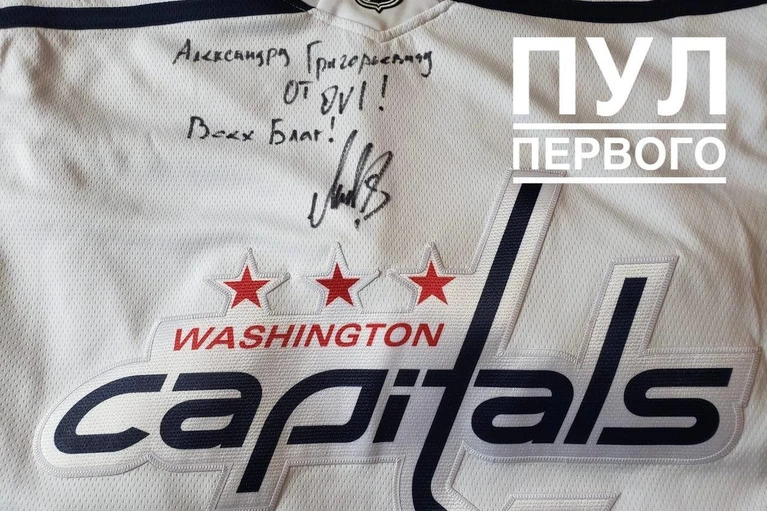 Александру Григорьевичу
ОТ OVI!
Всех Благ!
ПУЛ
ПЕРВОГО
WASHINGTON
capitals